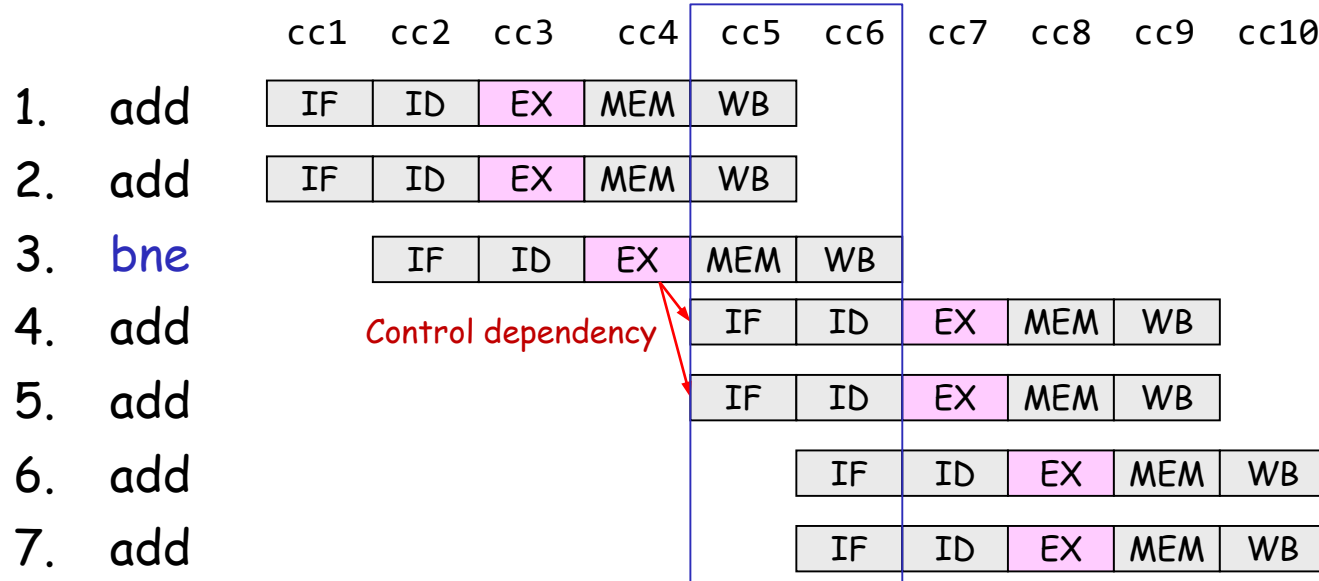 cc1 cc2 cc3 cc4 cc5 cc6 cc7 cc8 cc9 cc10
1. add IF ID EX MEM WB
2. add IF ID EX MEM WB
3. bne IF ID EX MEM WB
4. add IF ID EX MEM WB
Control dependency
5. add IF ID EX MEM WB
6. add IF ID EX MEM WB
7. add IF ID EX MEM WB